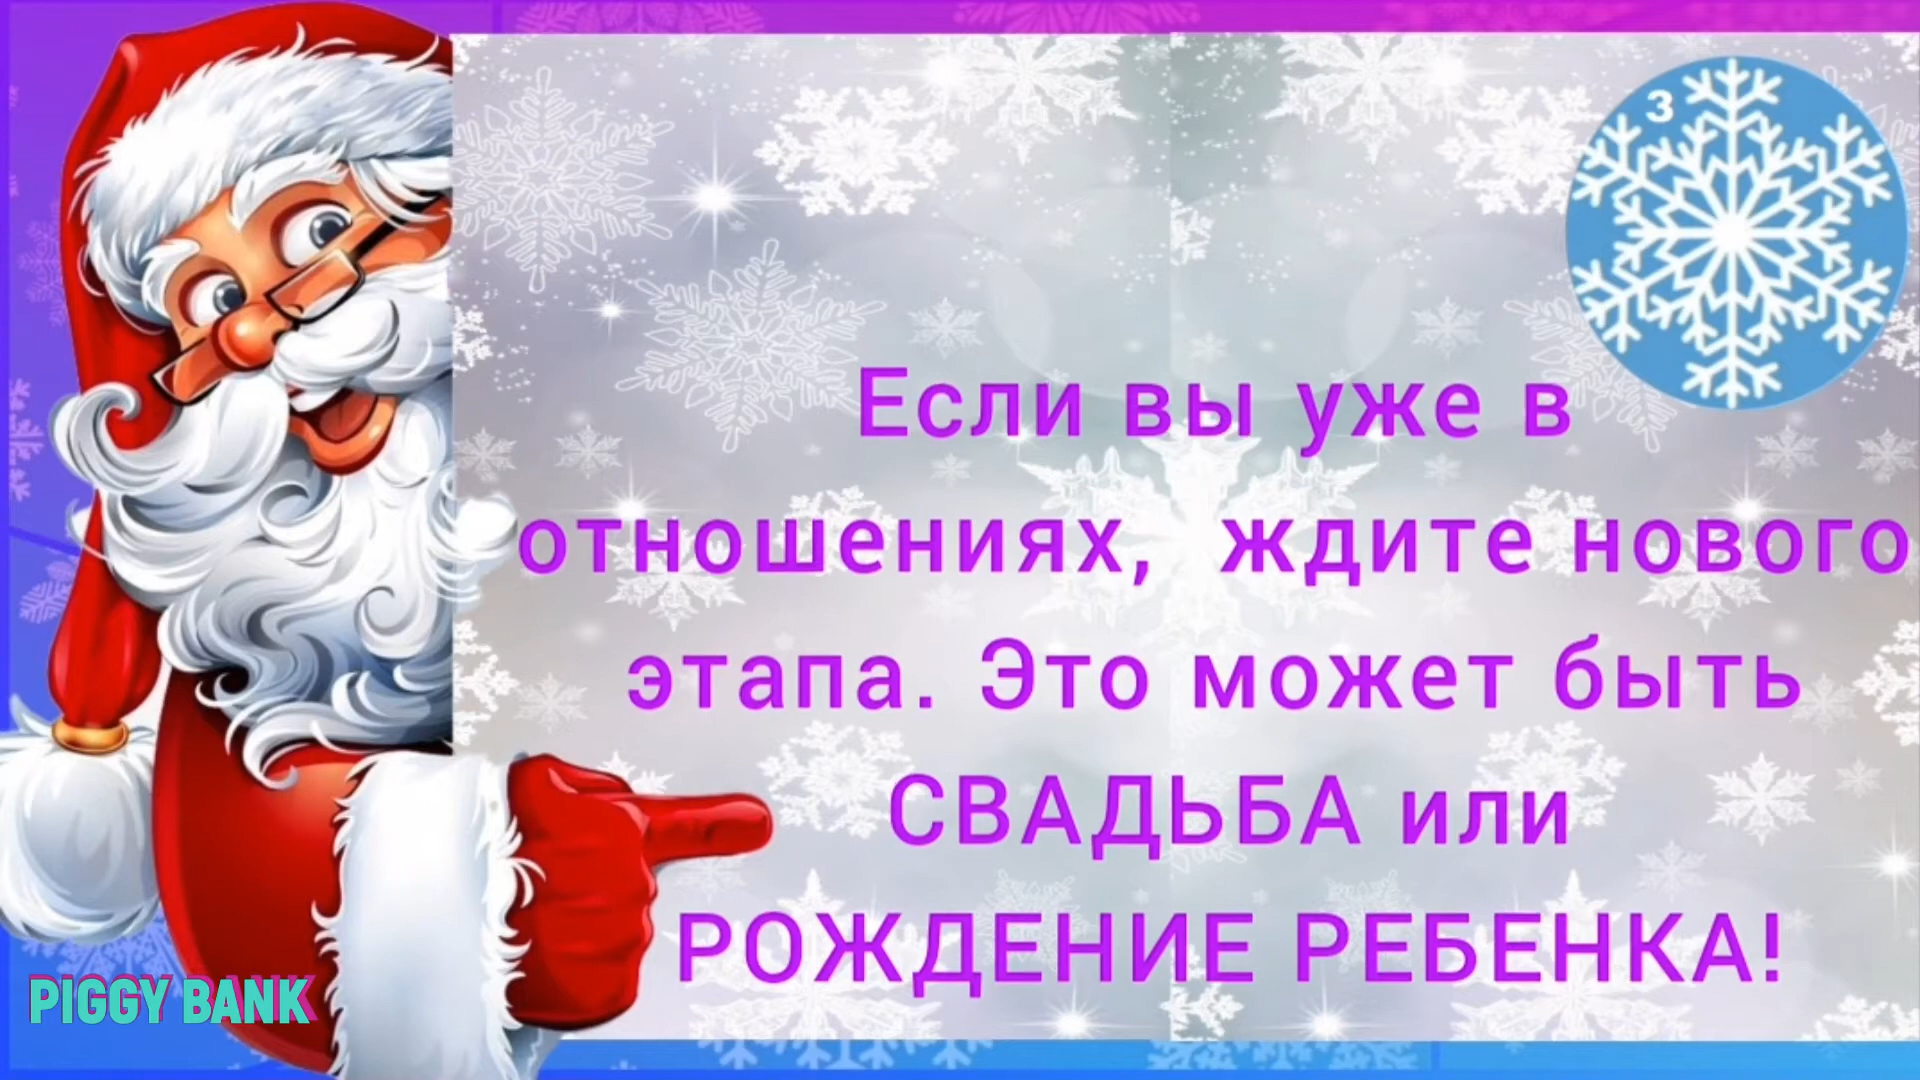 3
Если вы уже в
отношениях, ждите нового
этапа. Это может быть
СВАДЬБА или
РОЖДЕНИЕ РЕБЕНКА!
PIGGY BANK